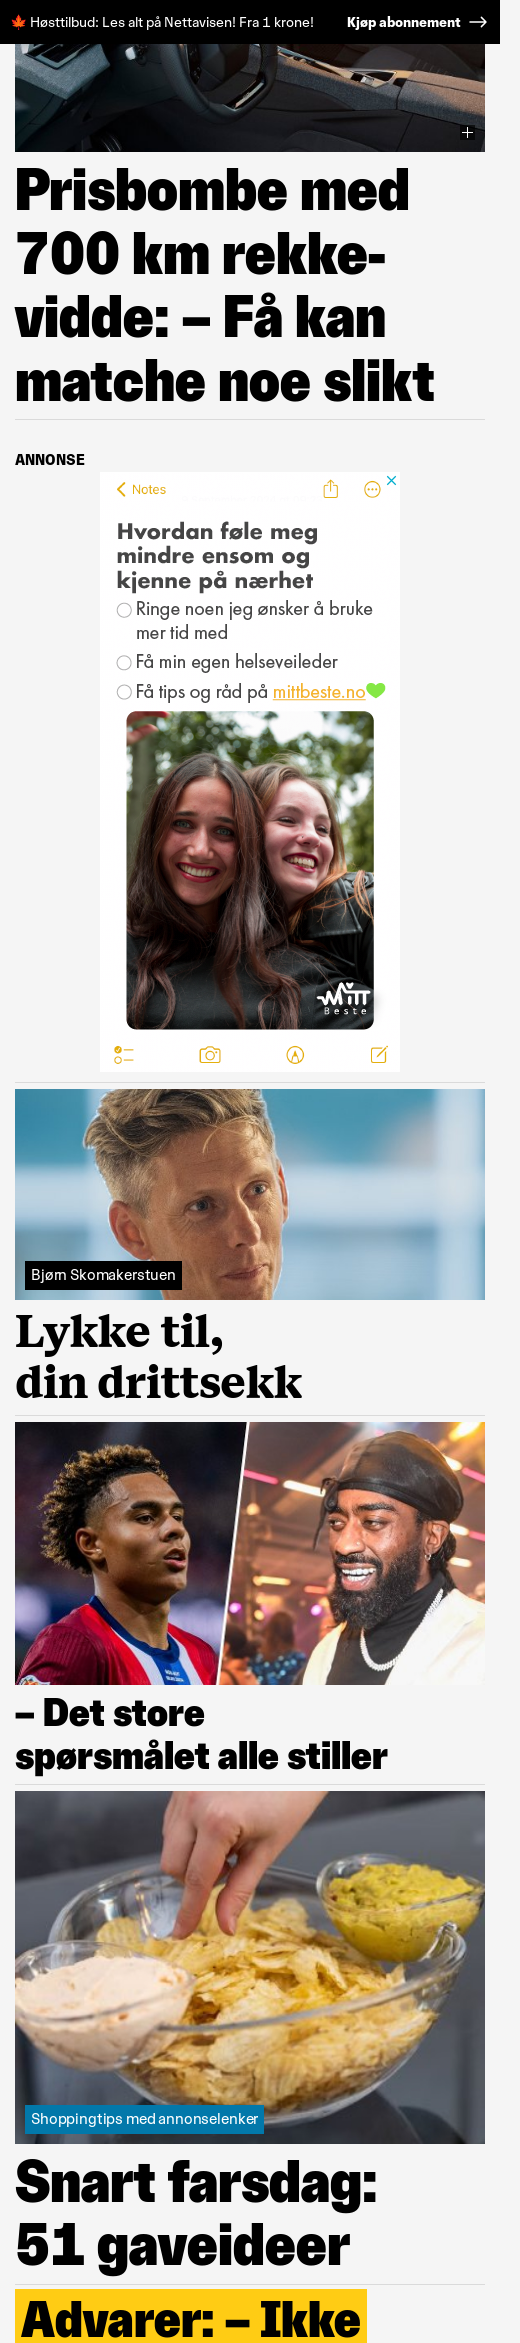 🍁 Høsttilbud: Les alt på Nettavisen! Fra 1 krone! Kjøp abonnement →
Prisbombe med
700 km rekke-
vidde: – Få kan
matche noe slikt
ANNONSE
Notes
Hvordan føle meg
mindre ensom og
kjenne på nærhet
Ringe noen jeg ønsker å bruke
mer tid med
Få min egen helseveileder
Få tips og råd på mittbeste.no
Mitt
Beste
Bjørn Skomakerstuen
Lykke til,
din drittsekk
– Det store
spørsmålet alle stiller
Shoppingtips med annonselenker
Snart farsdag:
51 gaveideer
Advarer: – Ikke